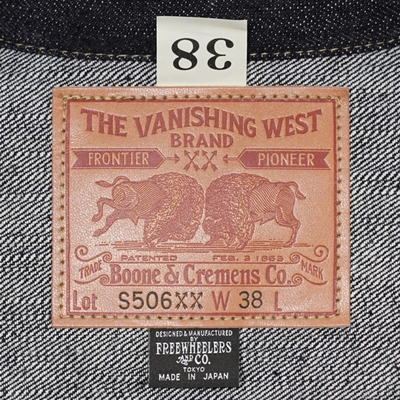 38
THE VANISHING WEST
BRAND
FRONTIER XX PIONEER
PATENTED FEB. 3 1863
TRADE MARK
Boone & Cremens Co.
Lot S506XX W 38 L
DESIGNED & MANUFACTURED
BY
FREEWHEELERS
AND CO.
TOKYO
MADE IN JAPAN